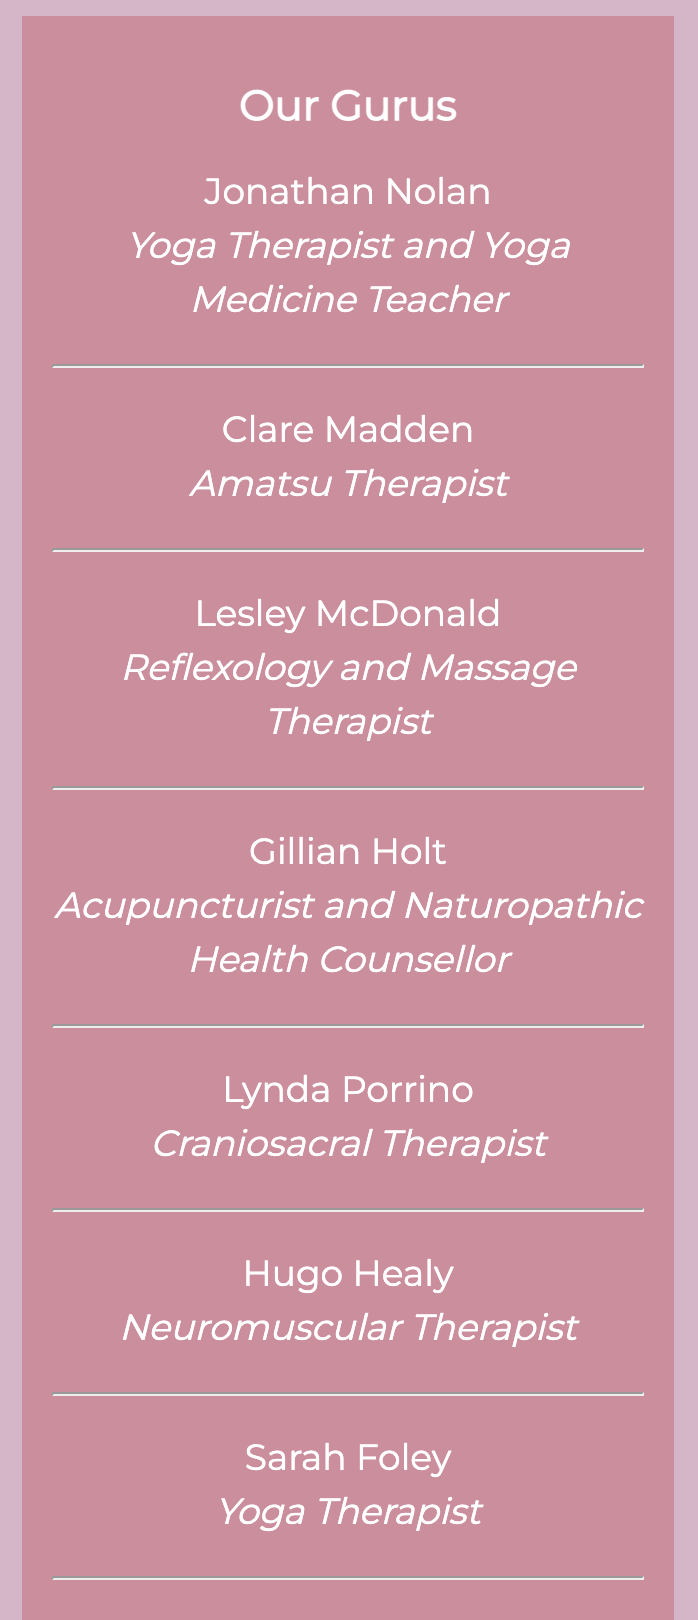 Our Gurus
Jonathan Nolan
Yoga Therapist and Yoga
Medicine Teacher
Clare Madden
Amatsu Therapist
Lesley McDonald
Reflexology and Massage
Therapist
Gillian Holt
Acupuncturist and Naturopathic
Health Counsellor
Lynda Porrino
Craniosacral Therapist
Hugo Healy
Neuromuscular Therapist
Sarah Foley
Yoga Therapist